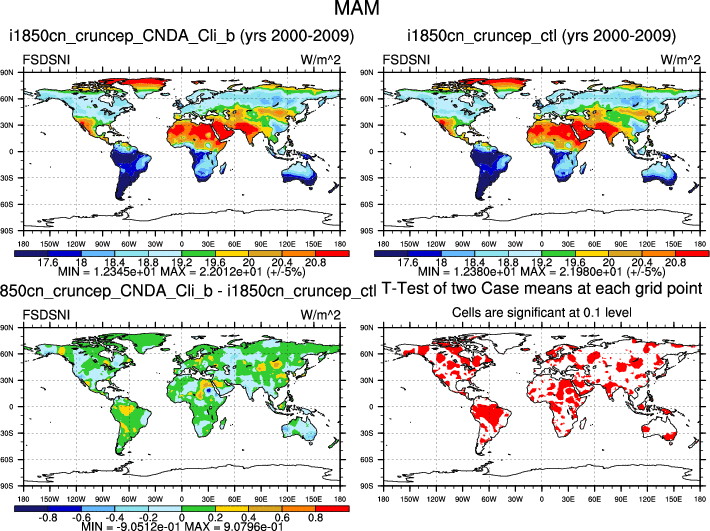 MAM
i1850cn_cruncep_CNDA_Cli_b (yrs 2000-2009)
i1850cn_cruncep_ctl (yrs 2000-2009)
FSDSNI W/m^2
FSDSNI W/m^2
90N
60N
30N
0
30S
60S
90S
180 150W 120W 90W 60W 30W 0 30E 60E 90E 120E 150E 180
90N
60N
30N
0
30S
60S
90S
180 150W 120W 90W 60W 30W 0 30E 60E 90E 120E 150E 180
17.6 18 18.4 18.8 19.2 19.6 20 20.4 20.8
MIN = 1.2345e+01 MAX = 2.2012e+01 (+/-5%)
17.6 18 18.4 18.8 19.2 19.6 20 20.4 20.8
MIN = 1.2380e+01 MAX = 2.1980e+01 (+/-5%)
850cn_cruncep_CNDA_Cli_b - i1850cn_cruncep_ctl
T-Test of two Case means at each grid point
FSDSNI W/m^2
Cells are significant at 0.1 level
90N
60N
30N
0
30S
60S
90S
180 150W 120W 90W 60W 30W 0 30E 60E 90E 120E 150E 180
90N
60N
30N
0
30S
60S
90S
180 150W 120W 90W 60W 30W 0 30E 60E 90E 120E 150E 180
-0.8 -0.6 -0.4 -0.2 0 0.2 0.4 0.6 0.8
MIN = -9.0512e-01 MAX = 9.0796e-01